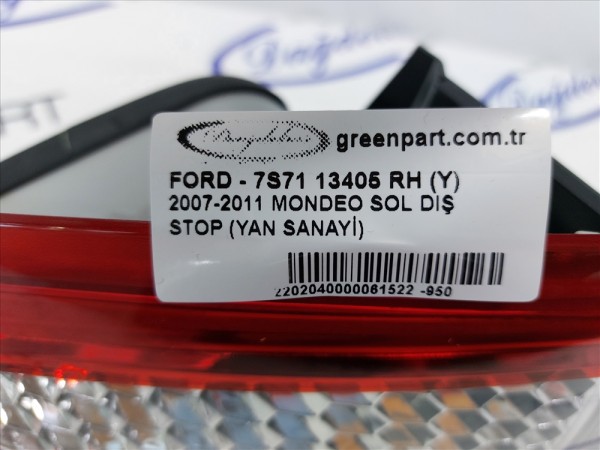 greenpart.com.tr
FORD - 7S71 13405 RH (Y)
2007-2011 MONDEO SOL DIŞ
STOP (YAN SANAYİ)
2202040000061522 -950